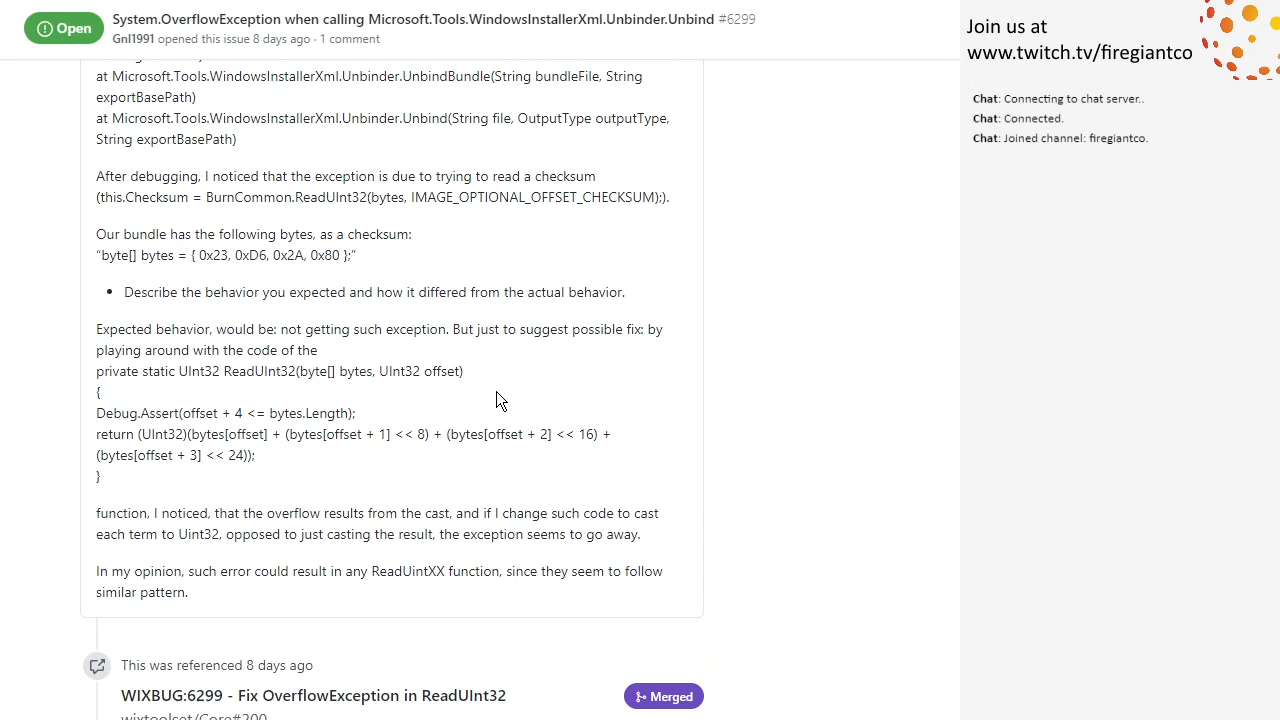 Open
System.OverflowException when calling Microsoft.Tools.WindowsInstallerXml.Unbinder.Unbind #6299
Gnl1991 opened this issue 8 days ago · 1 comment
at Microsoft.Tools.WindowsInstallerXml.Unbinder.UnbindBundle(String bundleFile, String
exportBasePath)
at Microsoft.Tools.WindowsInstallerXml.Unbinder.Unbind(String file, OutputType outputType,
String exportBasePath)
After debugging, I noticed that the exception is due to trying to read a checksum
(this.Checksum = BurnCommon.ReadUInt32(bytes, IMAGE_OPTIONAL_OFFSET_CHECKSUM);).
Our bundle has the following bytes, as a checksum:
“byte[] bytes = { 0x23, 0xD6, 0x2A, 0x80 };”
• Describe the behavior you expected and how it differed from the actual behavior.
Expected behavior, would be: not getting such exception. But just to suggest possible fix: by
playing around with the code of the
private static UInt32 ReadUInt32(byte[] bytes, UInt32 offset)
{
Debug.Assert(offset + 4 <= bytes.Length);
return (UInt32)(bytes[offset] + (bytes[offset + 1] << 8) + (bytes[offset + 2] << 16) +
(bytes[offset + 3] << 24));
}
function, I noticed, that the overflow results from the cast, and if I change such code to cast
each term to Uint32, opposed to just casting the result, the exception seems to go away.
In my opinion, such error could result in any ReadUintXX function, since they seem to follow
similar pattern.
This was referenced 8 days ago
WIXBUG:6299 - Fix OverflowException in ReadUInt32
Merged
wixtoolset/Core#200
Join us at
www.twitch.tv/firegiantco
Chat: Connecting to chat server..
Chat: Connected.
Chat: Joined channel: firegiantco.